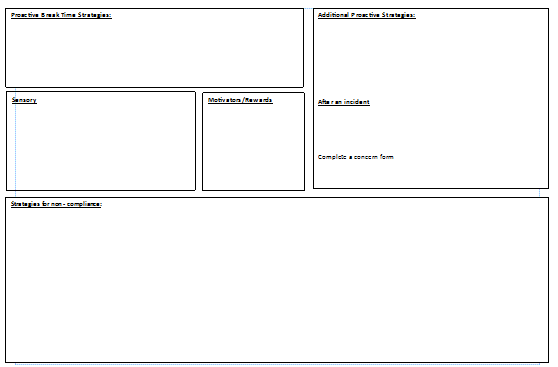 Proactive Break Time Strategies:
Additional Proactive Strategies:
Sensory
Motivators/Rewards
After an incident
Complete a concern form
Strategies for non - compliance: